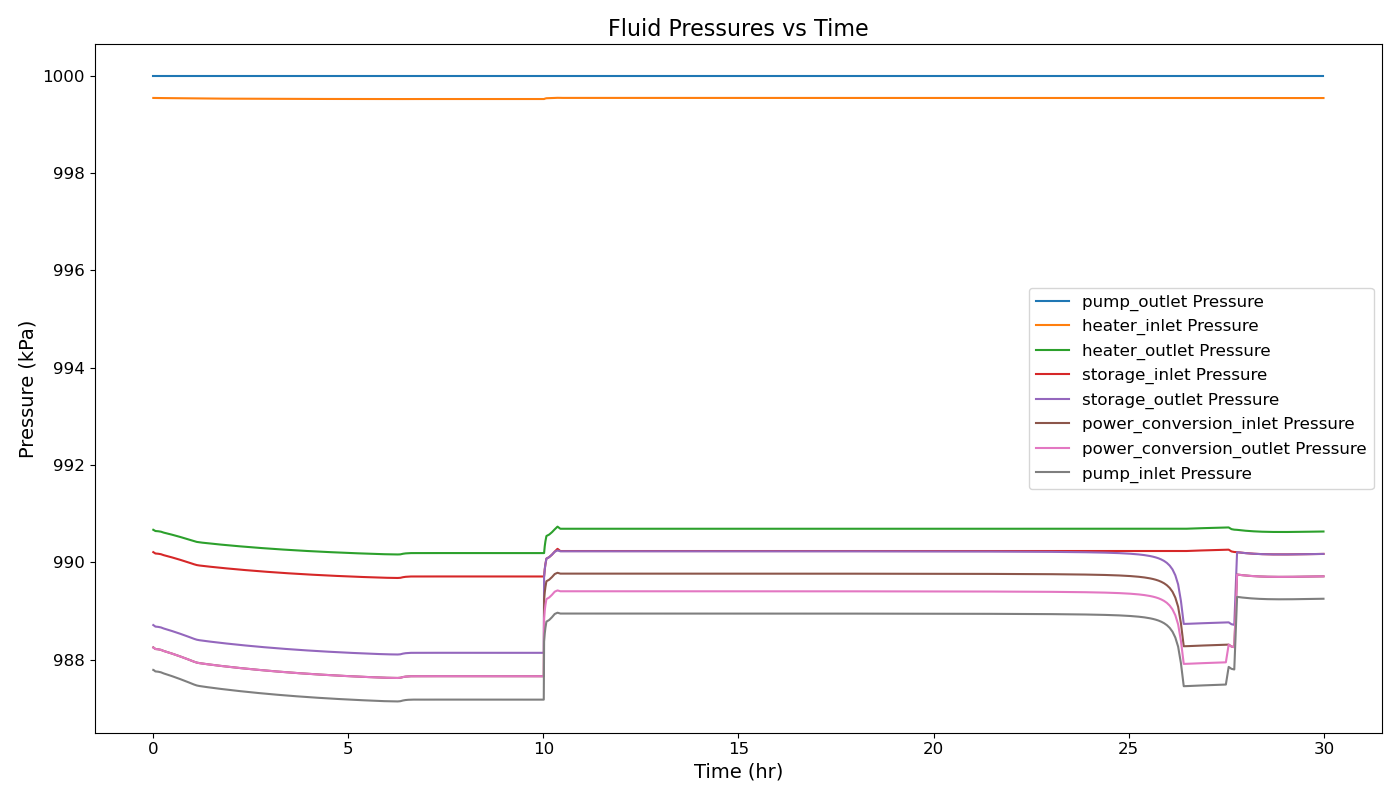 Fluid Pressures vs Time
Pressure (kPa)
1000
998
996
994
992
990
988
pump_outlet Pressure
heater_inlet Pressure
heater_outlet Pressure
storage_inlet Pressure
storage_outlet Pressure
power_conversion_inlet Pressure
power_conversion_outlet Pressure
pump_inlet Pressure
0 5 10 15 20 25 30
Time (hr)